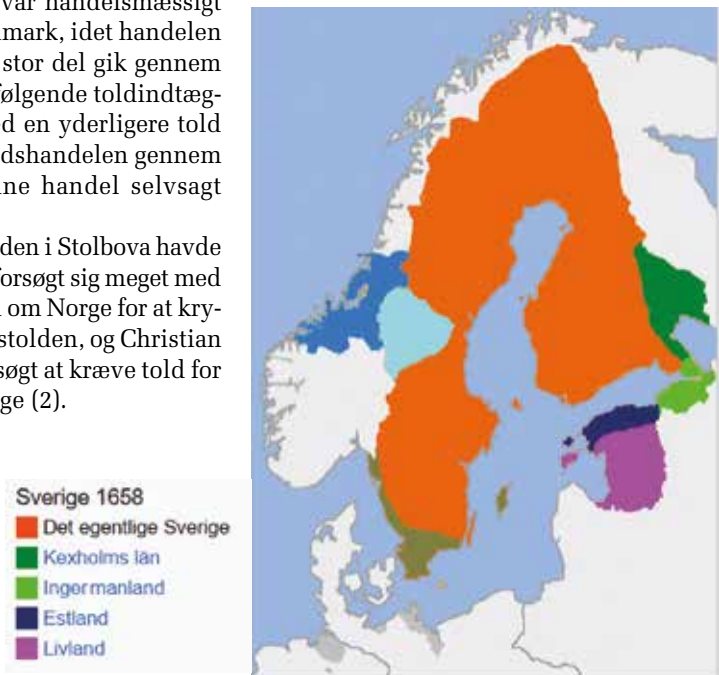 var handelsmæssigt
mark, idet handelen
stor del gik gennem
følgende toldindtæg-
d en yderligere told
dshandelen gennem
ne handel selvsagt
den i Stolbova havde
forsøgt sig meget med
om Norge for at kry-
stolden, og Christian
søgt at kræve told for
ge (2).
Sverige 1658
Det egentlige Sverige
Kexholms län
Ingermanland
Estland
Livland